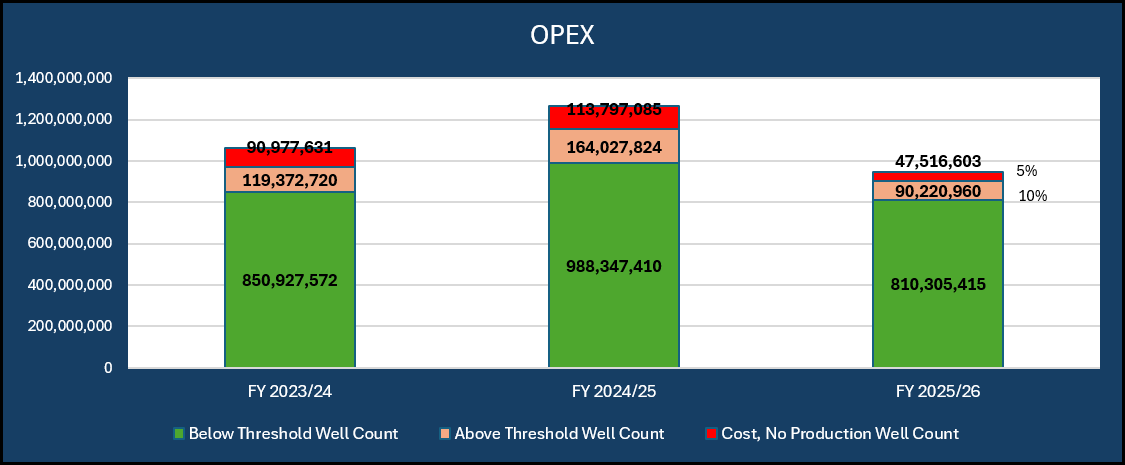 OPEX
1,400,000,000
1,200,000,000
1,000,000,000
800,000,000
600,000,000
400,000,000
200,000,000
0
90,977,631
119,372,720
850,927,572
113,797,085
164,027,824
988,347,410
47,516,603
5%
90,220,960
10%
810,305,415
FY 2023/24
FY 2024/25
FY 2025/26
Below Threshold Well Count
Above Threshold Well Count
Cost, No Production Well Count